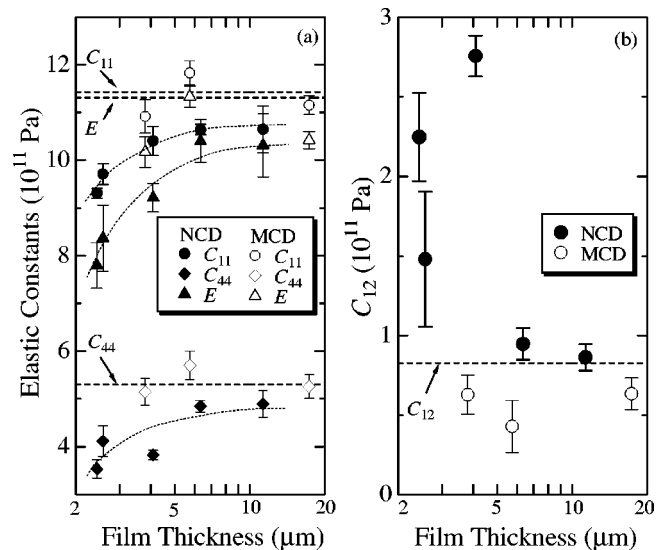 (a)
C11
E
12
10
8
6
4
Elastic Constants (10^11 Pa)
NCD MCD
C11 C11
C44 C44
E E
C44
2 5 10 20
Film Thickness (μm)
(b)
3
2
1
0
C12 (10^11 Pa)
NCD
MCD
C12
2 5 10 20
Film Thickness (μm)